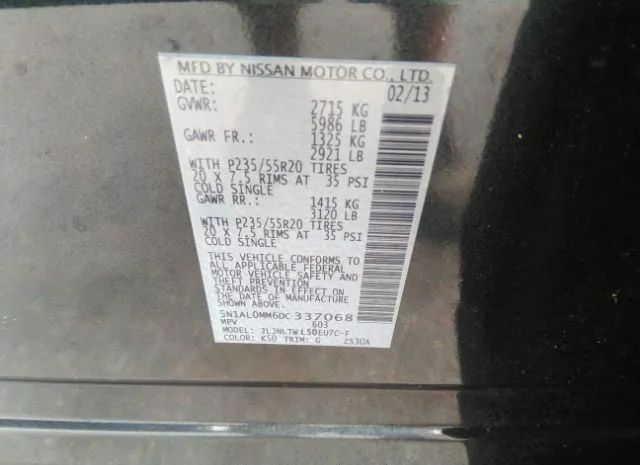 MFD BY NISSAN MOTOR CO., LTD.
DATE: 02/13
GVWR: 2715 KG
5986 LB
GAWR FR.: 1325 KG
2921 LB
WITH P235/55R20 TIRES
20 X 7.5 RIMS AT 35 PSI
COLD SINGLE
GAWR RR.: 1415 KG
3120 LB
WITH P235/55R20 TIRES
20 X 7.5 RIMS AT 35 PSI
COLD SINGLE
THIS VEHICLE CONFORMS TO
ALL APPLICABLE FEDERAL
MOTOR VEHICLE SAFETY AND
THEFT PREVENTION
STANDARDS IN EFFECT ON
THE DATE OF MANUFACTURE
SHOWN ABOVE.
5N1AL0MM6DC337068
MPV 603
MODEL: JLJNLTWL50EU7C-F
COLOR: K50 TRIM: G ZS30A